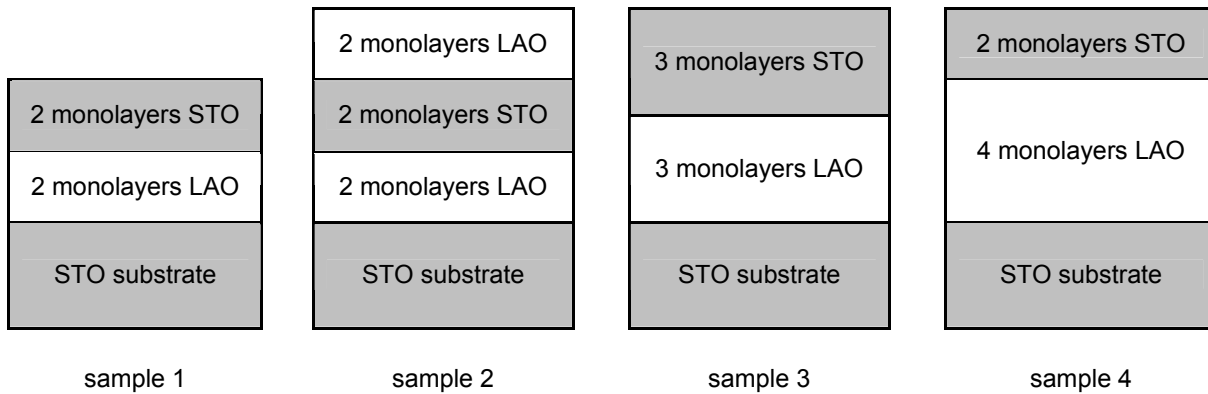 2 monolayers STO
2 monolayers LAO
STO substrate
sample 1
2 monolayers LAO
2 monolayers STO
2 monolayers LAO
STO substrate
sample 2
3 monolayers STO
3 monolayers LAO
STO substrate
sample 3
2 monolayers STO
4 monolayers LAO
STO substrate
sample 4